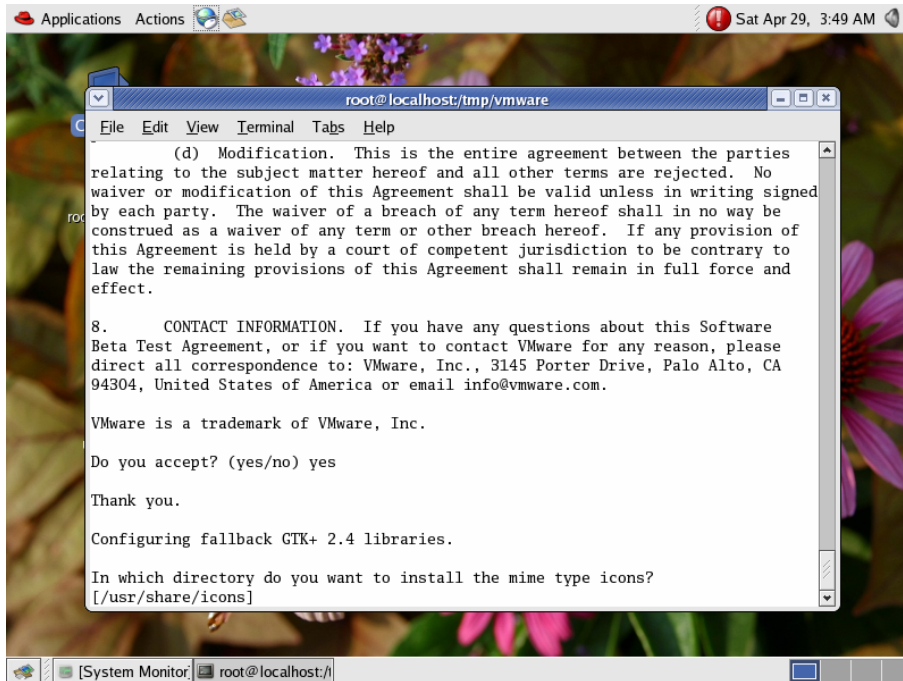 Applications Actions
Sat Apr 29, 3:49 AM
root@localhost:/tmp/vmware
File Edit View Terminal Tabs Help
(d) Modification. This is the entire agreement between the parties
relating to the subject matter hereof and all other terms are rejected. No
waiver or modification of this Agreement shall be valid unless in writing signed
by each party. The waiver of a breach of any term hereof shall in no way be
construed as a waiver of any term or other breach hereof. If any provision of
this Agreement is held by a court of competent jurisdiction to be contrary to
law the remaining provisions of this Agreement shall remain in full force and
effect.
8. CONTACT INFORMATION. If you have any questions about this Software
Beta Test Agreement, or if you want to contact VMware for any reason, please
direct all correspondence to: VMware, Inc., 3145 Porter Drive, Palo Alto, CA
94304, United States of America or email info@vmware.com.
VMware is a trademark of VMware, Inc.
Do you accept? (yes/no) yes
Thank you.
Configuring fallback GTK+ 2.4 libraries.
In which directory do you want to install the mime type icons?
[/usr/share/icons]
[System Monitor] root@localhost:/